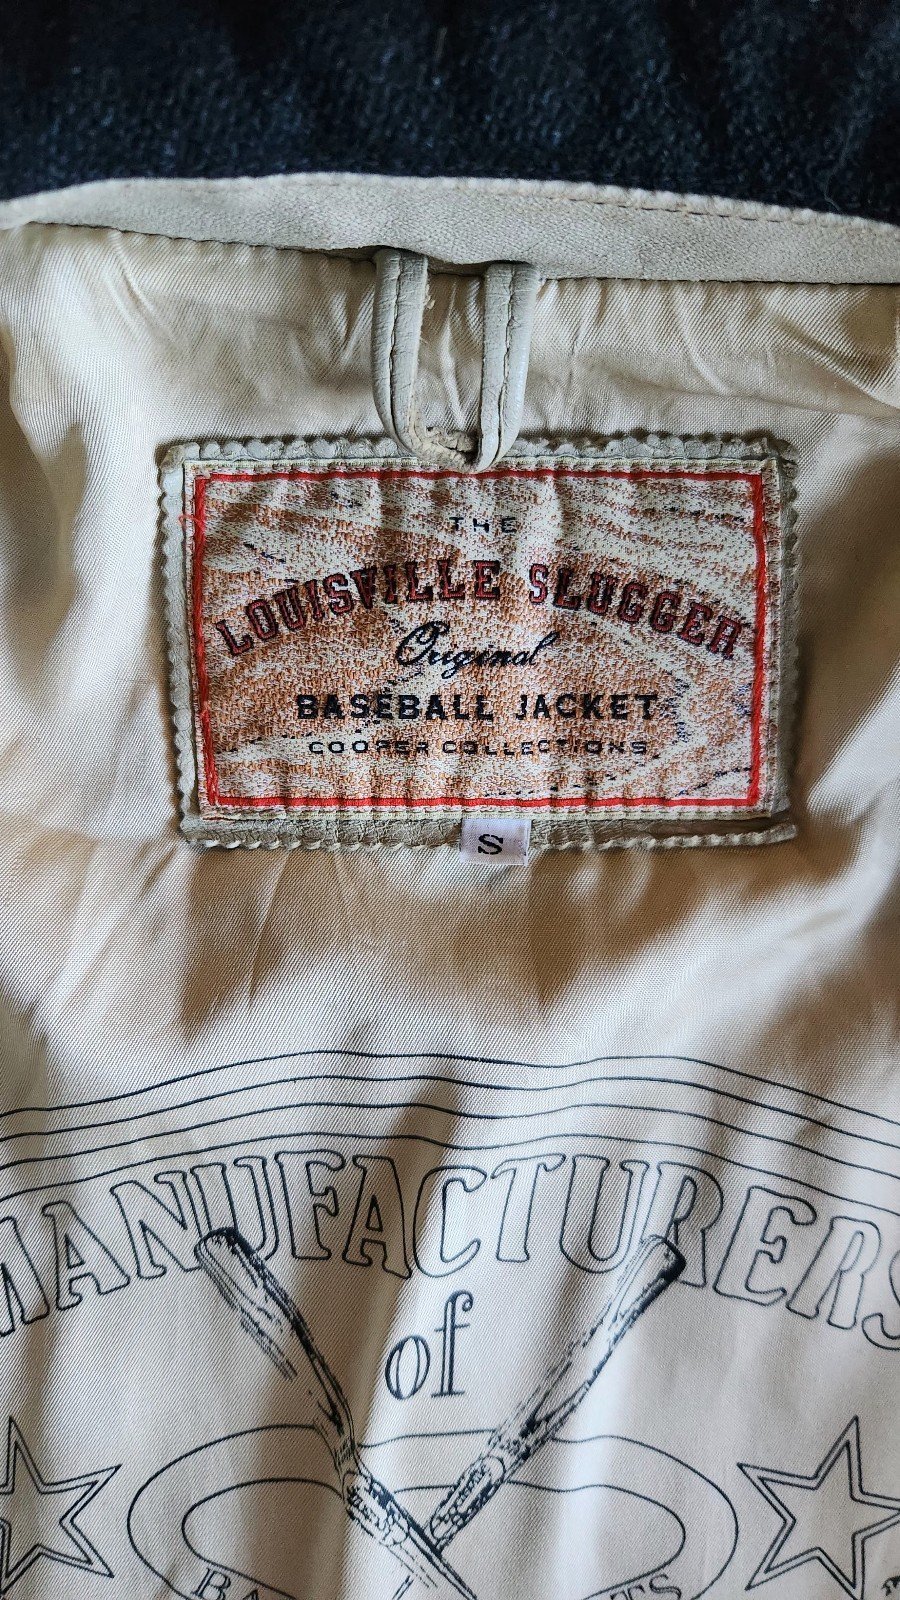 THE
LOUISVILLE SLUGGER
Original
BASEBALL JACKET
COOPER COLLECTIONS
S
MANUFACTURERS
of